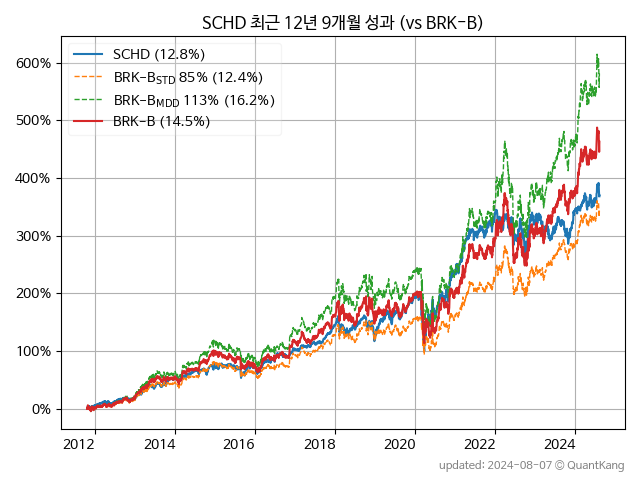 SCHD 최근 12년 9개월 성과 (vs BRK-B)
SCHD (12.8%)
BRK-BSTD 85% (12.4%)
BRK-BMDD 113% (16.2%)
BRK-B (14.5%)
600%
500%
400%
300%
200%
100%
0%
2012 2014 2016 2018 2020 2022 2024
updated: 2024-08-07 © QuantKang